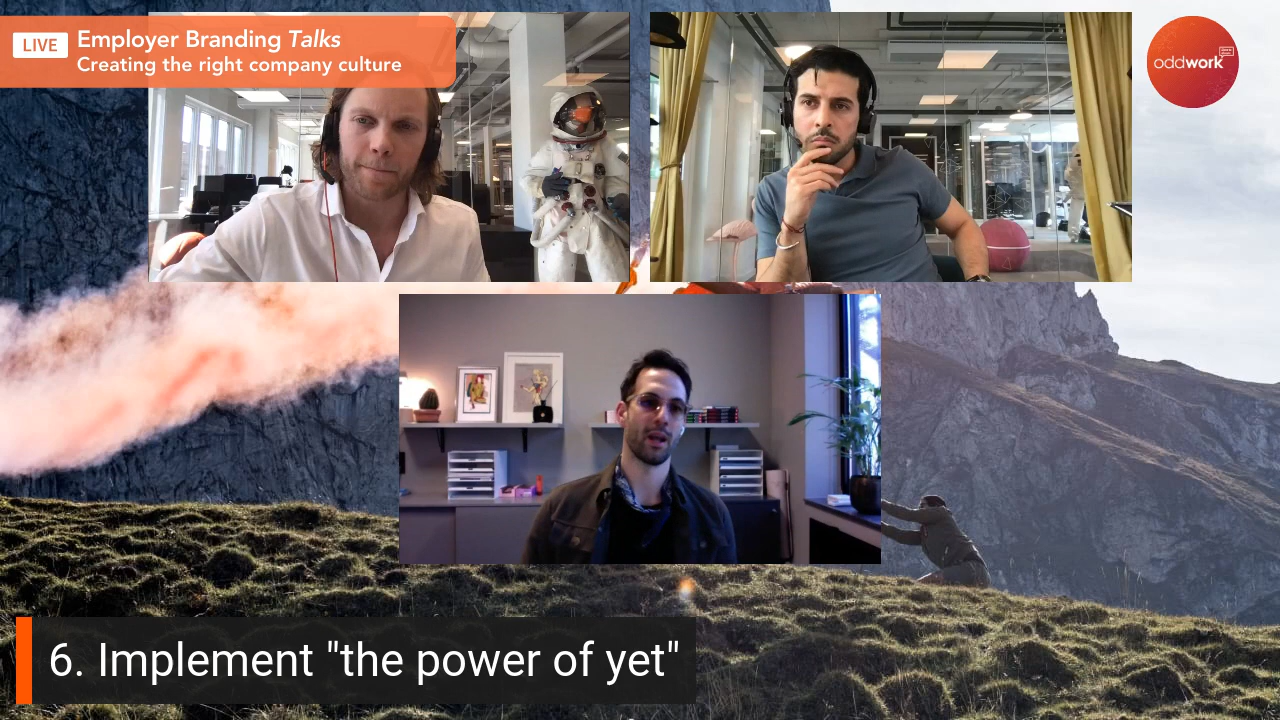 LIVE
Employer Branding Talks
Creating the right company culture
oddwork
6. Implement "the power of yet"